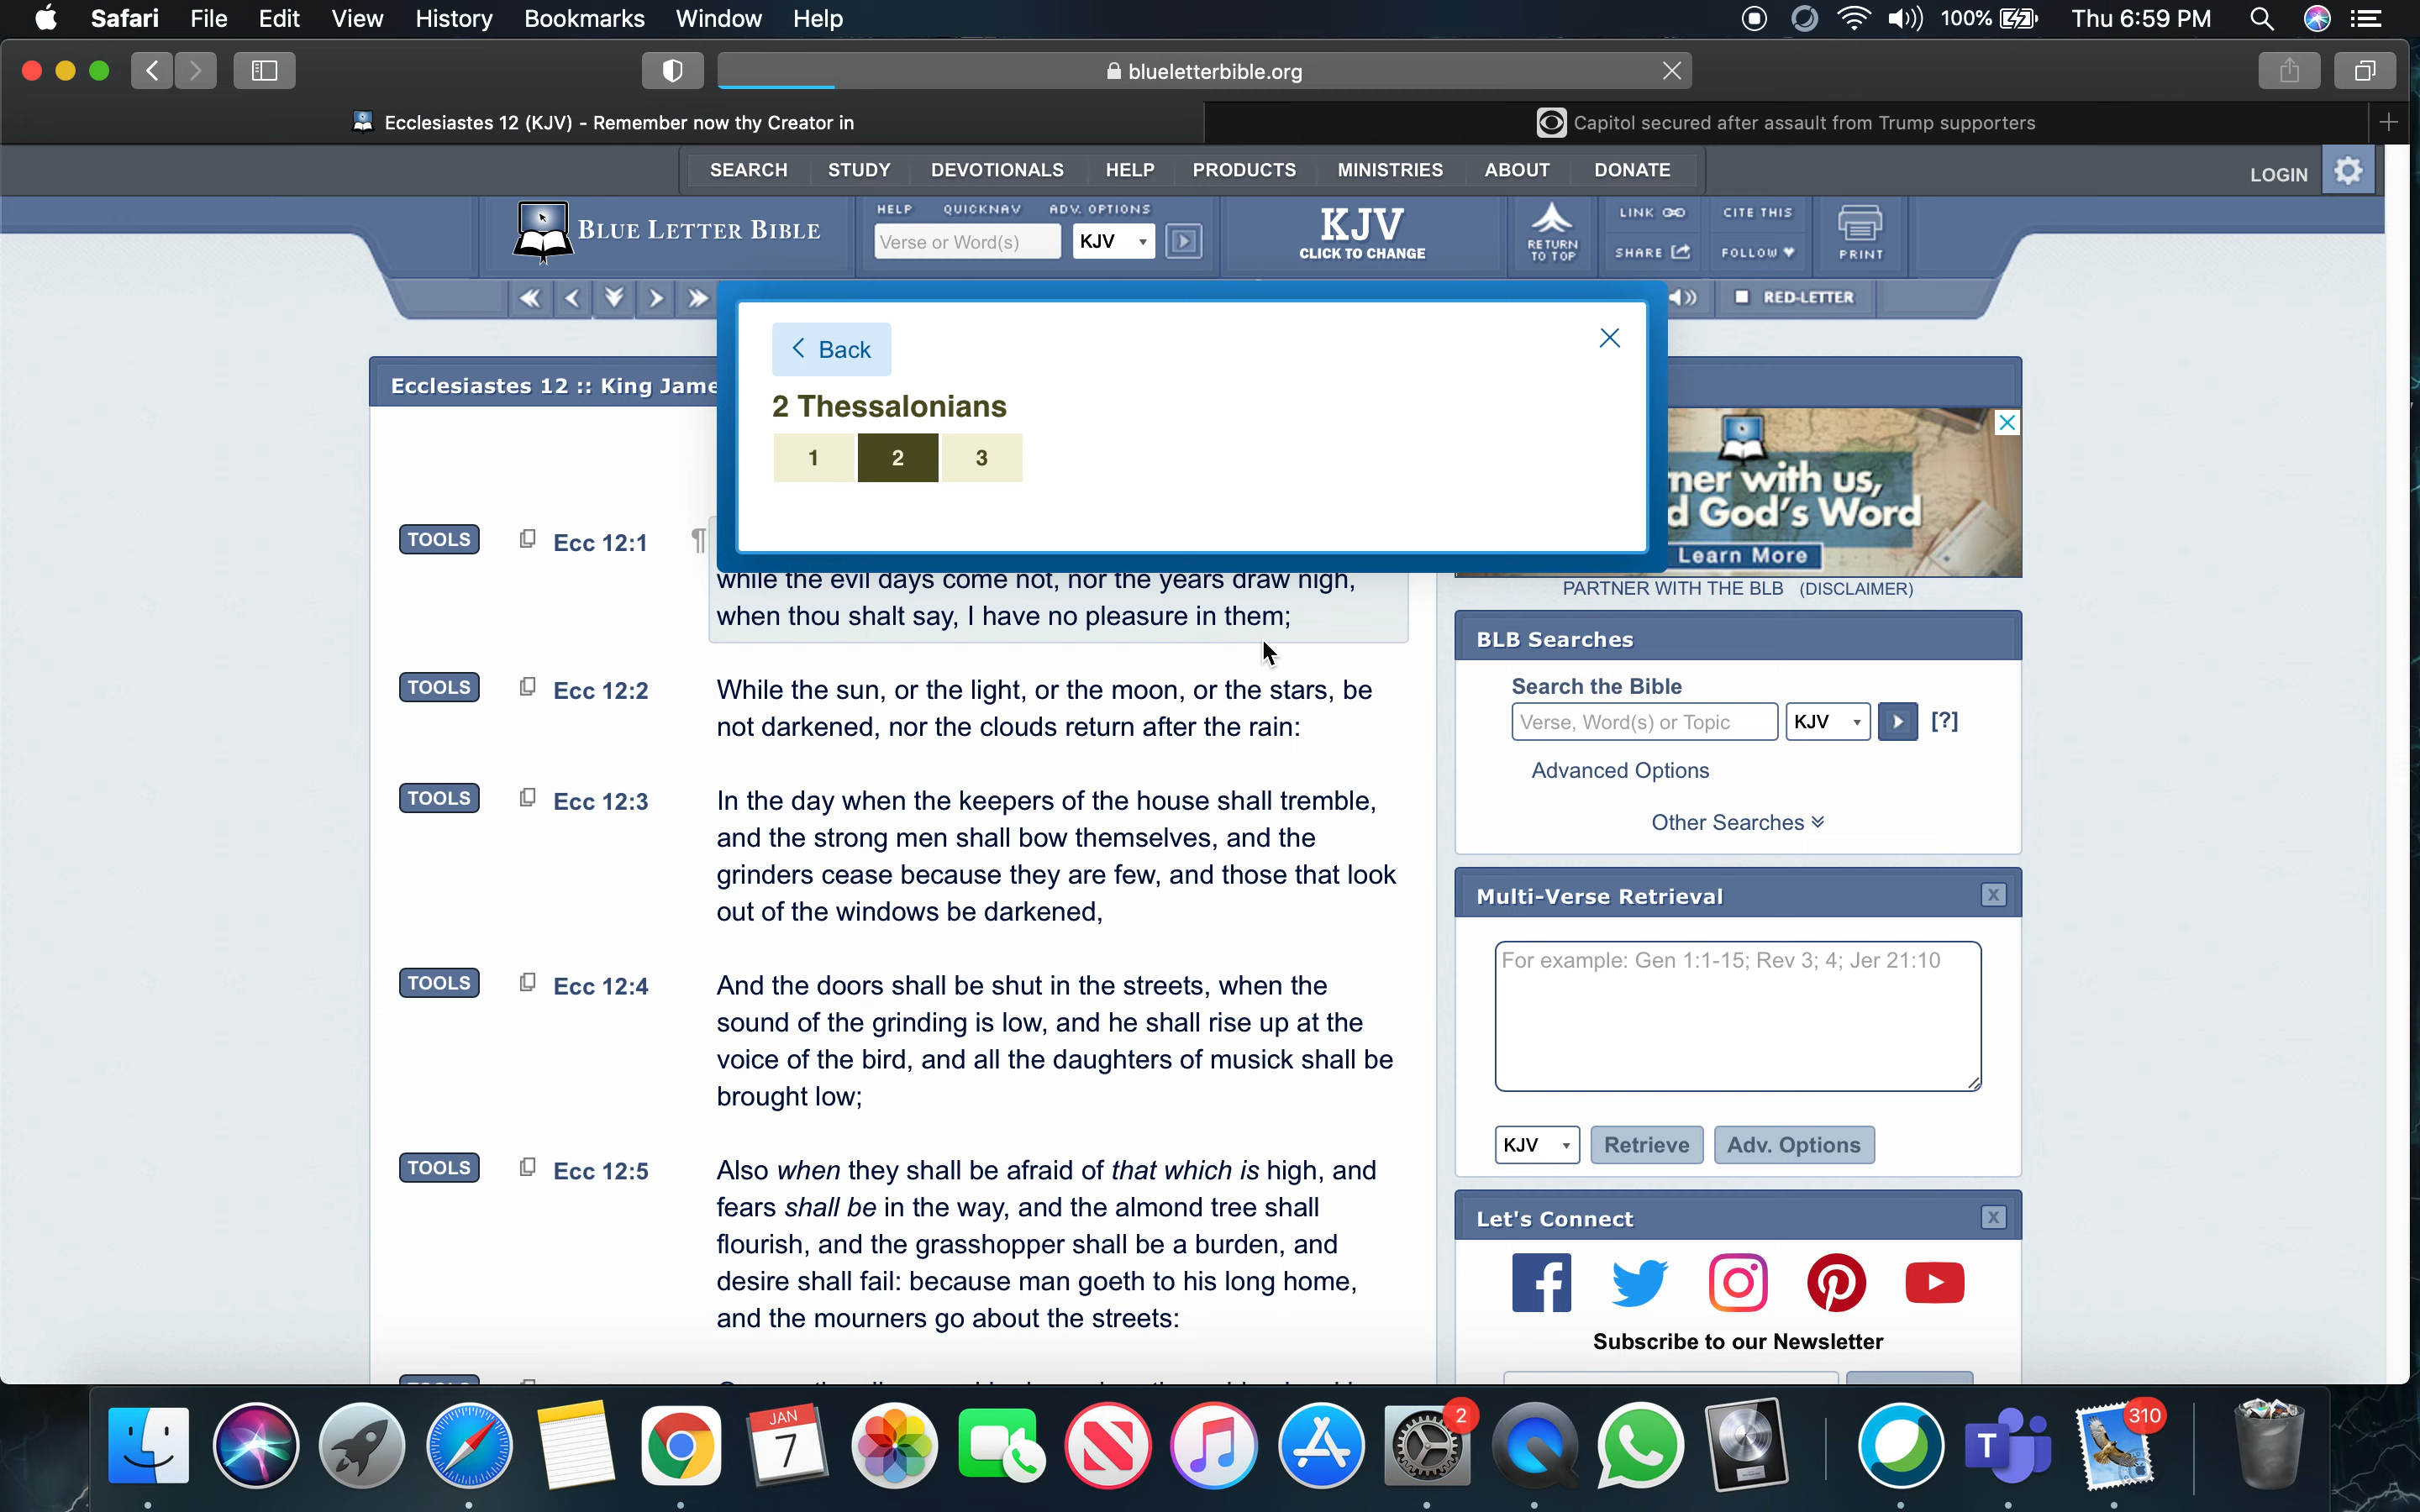 Safari File Edit View History Bookmarks Window Help 100% Thu 6:59 PM
blueletterbible.org
Ecclesiastes 12 (KJV) - Remember now thy Creator in
Capitol secured after assault from Trump supporters
SEARCH STUDY DEVOTIONALS HELP PRODUCTS MINISTRIES ABOUT DONATE LOGIN
BLUE LETTER BIBLE
HELP QUICKNAV ADV. OPTIONS
Verse or Word(s) KJV
KJV
CLICK TO CHANGE
RETURN
TO TOP
LINK CITE THIS
SHARE FOLLOW
PRINT
RED-LETTER
Back
2 Thessalonians
1 2 3
Ecclesiastes 12 :: King Jame
TOOLS Ecc 12:1 ¶
while the evil days come not, nor the years draw nigh,
when thou shalt say, I have no pleasure in them;
TOOLS Ecc 12:2 While the sun, or the light, or the moon, or the stars, be
not darkened, nor the clouds return after the rain:
TOOLS Ecc 12:3 In the day when the keepers of the house shall tremble,
and the strong men shall bow themselves, and the
grinders cease because they are few, and those that look
out of the windows be darkened,
TOOLS Ecc 12:4 And the doors shall be shut in the streets, when the
sound of the grinding is low, and he shall rise up at the
voice of the bird, and all the daughters of musick shall be
brought low;
TOOLS Ecc 12:5 Also when they shall be afraid of that which is high, and
fears shall be in the way, and the almond tree shall
flourish, and the grasshopper shall be a burden, and
desire shall fail: because man goeth to his long home,
and the mourners go about the streets:
ner with us,
d God's Word
Learn More
PARTNER WITH THE BLB (DISCLAIMER)
BLB Searches
Search the Bible
Verse, Word(s) or Topic KJV [?]
Advanced Options
Other Searches
Multi-Verse Retrieval X
For example: Gen 1:1-15; Rev 3; 4; Jer 21:10
KJV Retrieve Adv. Options
Let's Connect X
Subscribe to our Newsletter
JAN
7
2
T
310